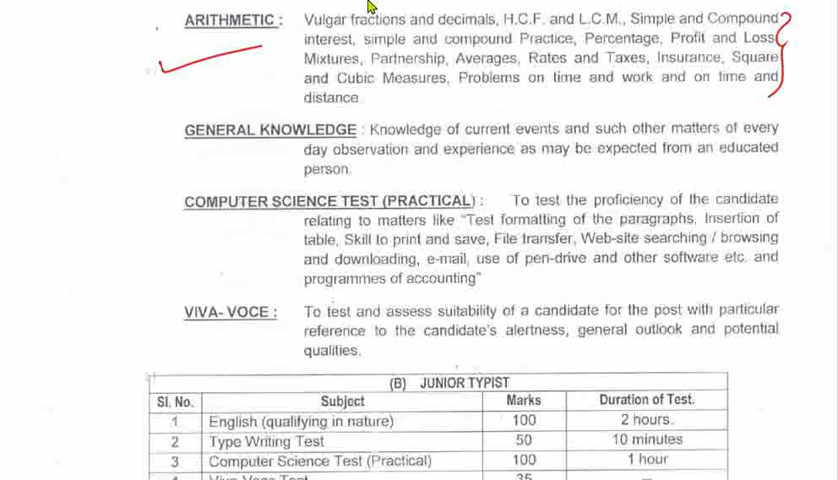 ARITHMETIC : Vulgar fractions and decimals, H.C.F. and L.C.M., Simple and Compound
interest, simple and compound Practice, Percentage, Profit and Loss
Mixtures, Partnership, Averages, Rates and Taxes, Insurance, Square
and Cubic Measures, Problems on time and work and on time and
distance.
GENERAL KNOWLEDGE : Knowledge of current events and such other matters of every
day observation and experience as may be expected from an educated
person.
COMPUTER SCIENCE TEST (PRACTICAL) : To test the proficiency of the candidate
relating to matters like "Test formatting of the paragraphs, Insertion of
table, Skill to print and save, File transfer, Web-site searching / browsing
and downloading, e-mail, use of pen-drive and other software etc. and
programmes of accounting"
VIVA- VOCE : To test and assess suitability of a candidate for the post with particular
reference to the candidate's alertness, general outlook and potential
qualities.
(B) JUNIOR TYPIST
Sl. No. Subject Marks Duration of Test.
1 English (qualifying in nature) 100 2 hours.
2 Type Writing Test 50 10 minutes
3 Computer Science Test (Practical) 100 1 hour
35 —